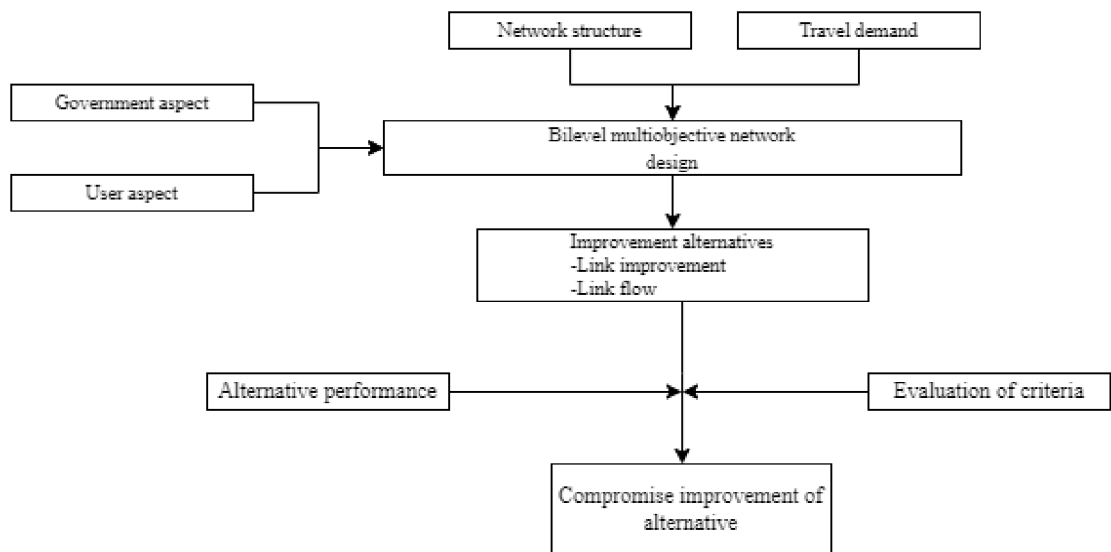 Network structure
Travel demand
Government aspect
Bilevel multiobjective network
design
User aspect
Improvement alternatives
-Link improvement
-Link flow
Alternative performance
Evaluation of criteria
Compromise improvement of
alternative